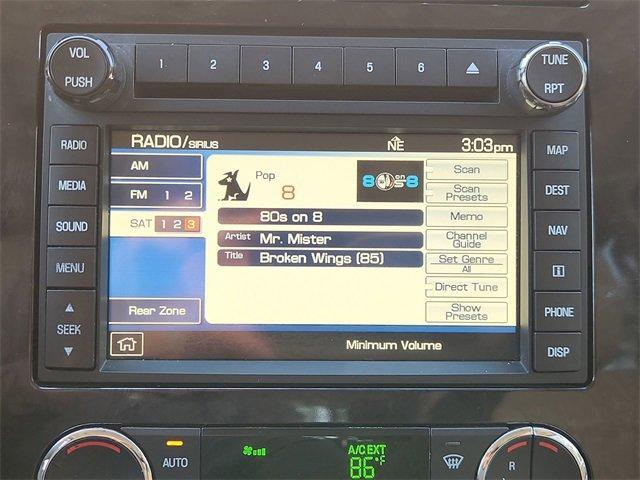 VOL
PUSH
1 2 3 4 5 6
TUNE
RPT
RADIO
MEDIA
SOUND
MENU
SEEK
RADIO/SIRIUS NE 3:03pm
AM
FM 1 2
SAT 1 2 3
Rear Zone
Pop
8
80s on 8
80s on 8
Artist Mr. Mister
Title Broken Wings (85)
Scan
Scan
Presets
Memo
Channel
Guide
Set Genre
All
Direct Tune
Show
Presets
Minimum Volume
MAP
DEST
NAV
i
PHONE
DISP
AUTO
A/C EXT
86°F
R